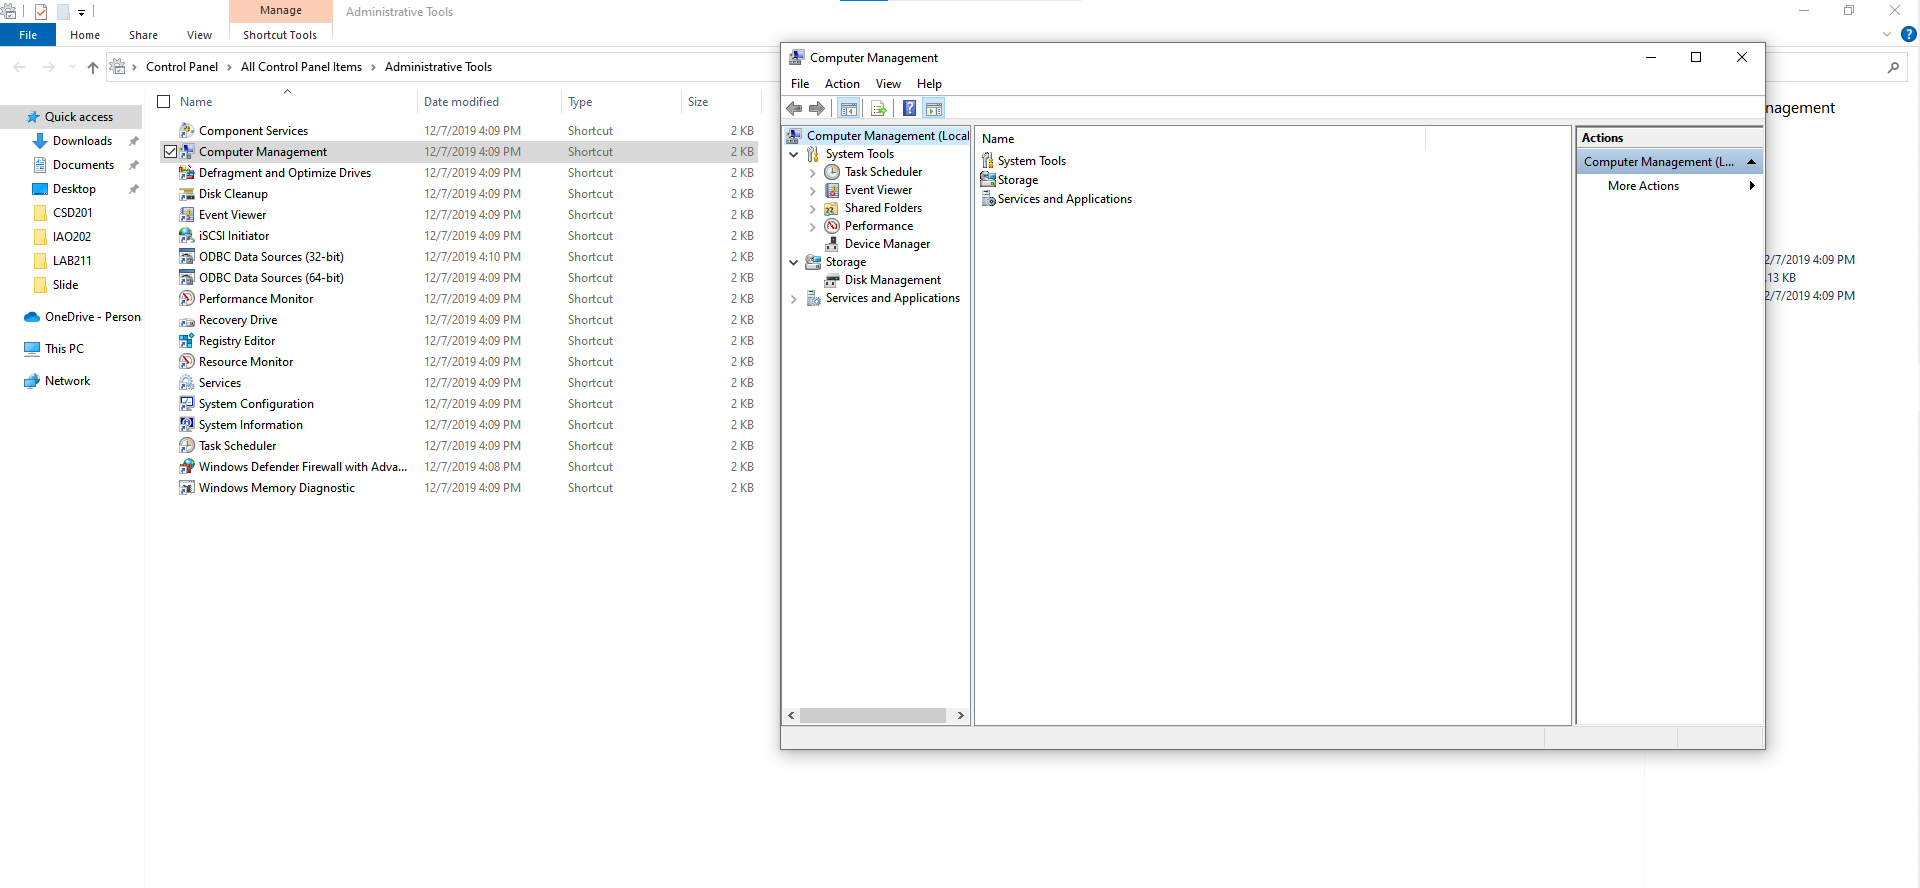 Manage
Administrative Tools
File
Home
Share
View
Shortcut Tools
Control Panel
All Control Panel Items
Administrative Tools
Quick access
Downloads
Documents
Desktop
CSD201
IAO202
LAB211
Slide
OneDrive - Person
This PC
Network
Name Date modified Type Size
Component Services 12/7/2019 4:09 PM Shortcut 2 KB
Computer Management 12/7/2019 4:09 PM Shortcut 2 KB
Defragment and Optimize Drives 12/7/2019 4:09 PM Shortcut 2 KB
Disk Cleanup 12/7/2019 4:09 PM Shortcut 2 KB
Event Viewer 12/7/2019 4:09 PM Shortcut 2 KB
iSCSI Initiator 12/7/2019 4:09 PM Shortcut 2 KB
ODBC Data Sources (32-bit) 12/7/2019 4:10 PM Shortcut 2 KB
ODBC Data Sources (64-bit) 12/7/2019 4:09 PM Shortcut 2 KB
Performance Monitor 12/7/2019 4:09 PM Shortcut 2 KB
Recovery Drive 12/7/2019 4:09 PM Shortcut 2 KB
Registry Editor 12/7/2019 4:09 PM Shortcut 2 KB
Resource Monitor 12/7/2019 4:09 PM Shortcut 2 KB
Services 12/7/2019 4:09 PM Shortcut 2 KB
System Configuration 12/7/2019 4:09 PM Shortcut 2 KB
System Information 12/7/2019 4:09 PM Shortcut 2 KB
Task Scheduler 12/7/2019 4:09 PM Shortcut 2 KB
Windows Defender Firewall with Adva... 12/7/2019 4:08 PM Shortcut 2 KB
Windows Memory Diagnostic 12/7/2019 4:09 PM Shortcut 2 KB
Computer Management
File Action View Help
Computer Management (Local
System Tools
Task Scheduler
Event Viewer
Shared Folders
Performance
Device Manager
Storage
Disk Management
Services and Applications
Name
System Tools
Storage
Services and Applications
Actions
Computer Management (L...
More Actions
nagement
2/7/2019 4:09 PM
.13 KB
2/7/2019 4:09 PM